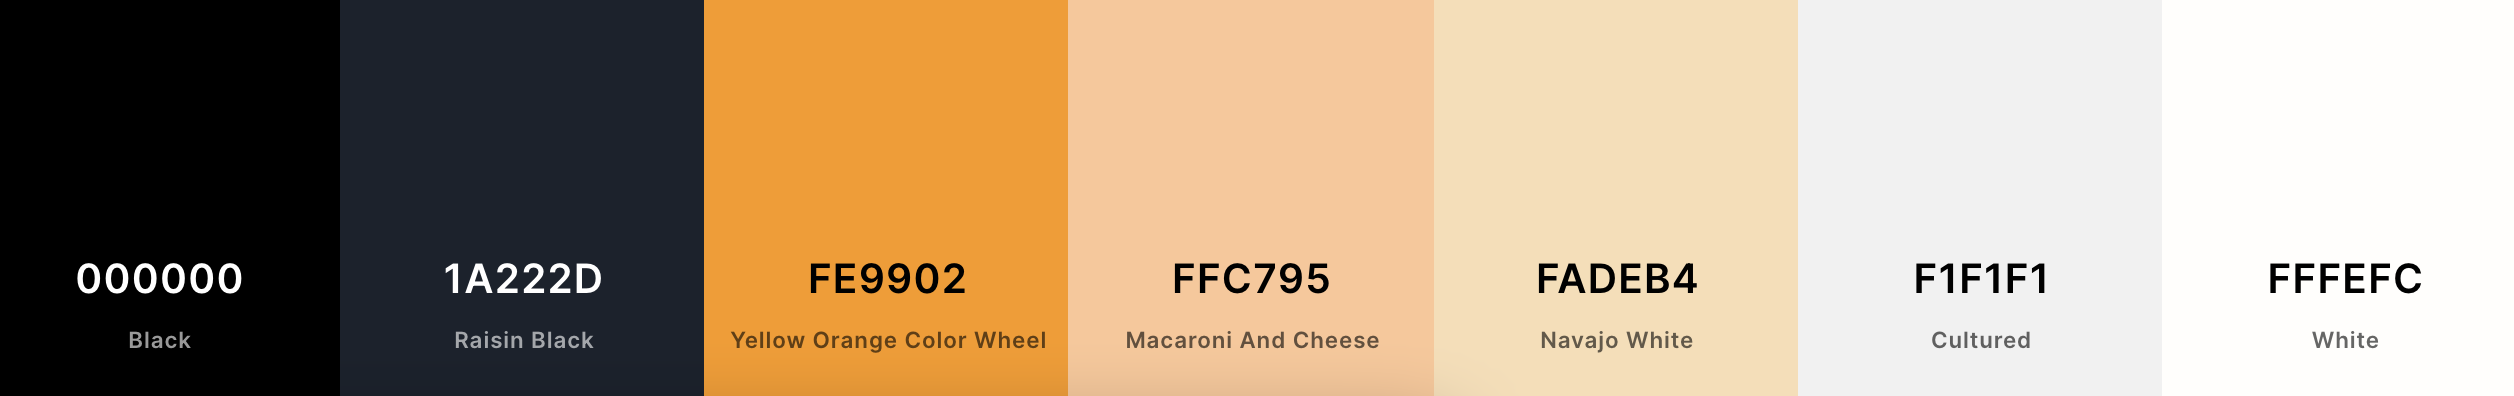 000000
Black
1A222D
Raisin Black
FE9902
Yellow Orange Color Wheel
FFC795
Macaroni And Cheese
FADEB4
Navajo White
F1F1F1
Cultured
FFFEFC
White